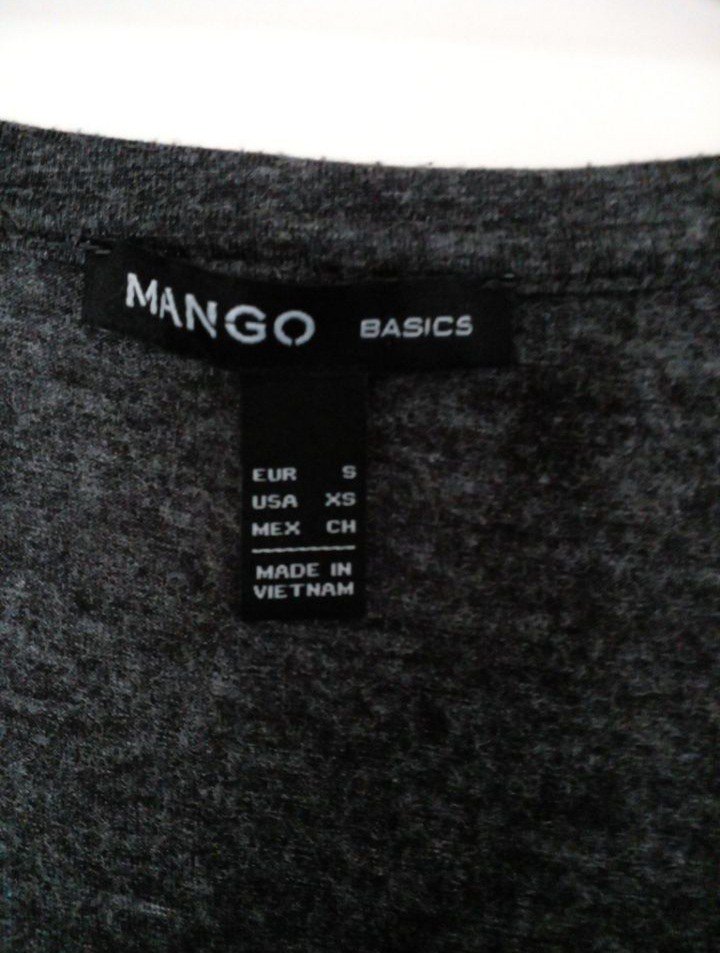 MANGO BASICS
EUR S
USA XS
MEX CH
MADE IN
VIETNAM